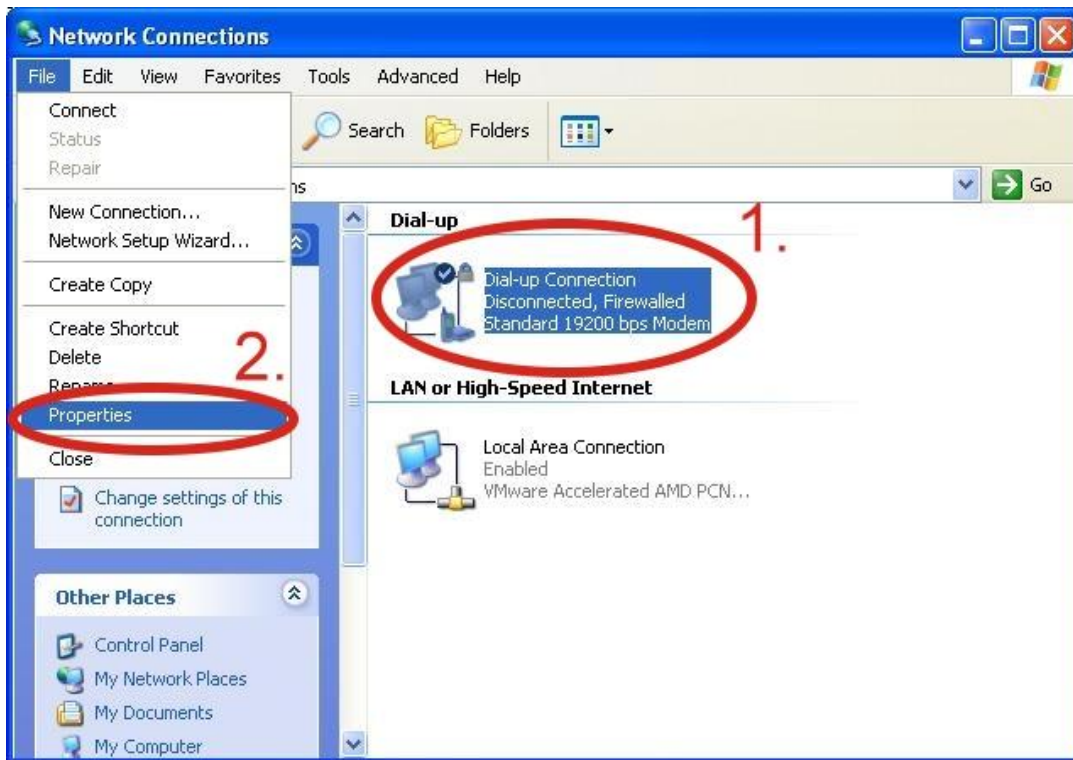 Network Connections
File Edit View Favorites Tools Advanced Help
Connect
Status
Repair
New Connection...
Network Setup Wizard...
Create Copy
Create Shortcut
Delete
Rename
Properties
Close
Search Folders
ns
Go
Change settings of this
connection
Other Places
Control Panel
My Network Places
My Documents
My Computer
Dial-up
1.
Dial-up Connection
Disconnected, Firewalled
Standard 19200 bps Modem
2.
LAN or High-Speed Internet
Local Area Connection
Enabled
VMware Accelerated AMD PCN...